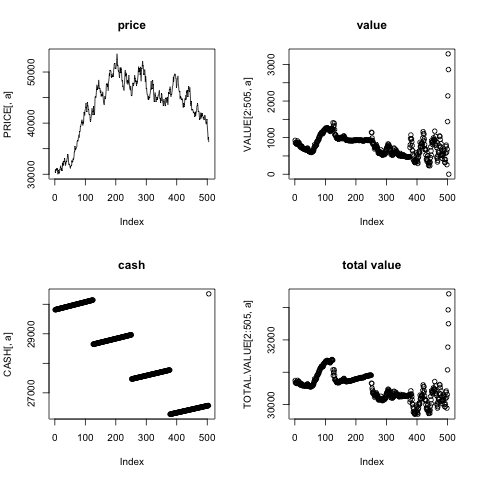 price
PRICE[, a]
30000 40000 50000
0 100 200 300 400 500
Index
value
VALUE[2:505, a]
0 1000 2000 3000
0 100 200 300 400 500
Index
cash
CASH[, a]
27000 29000
0 100 200 300 400 500
Index
total value
TOTAL.VALUE[2:505, a]
30000 32000
0 100 200 300 400 500
Index